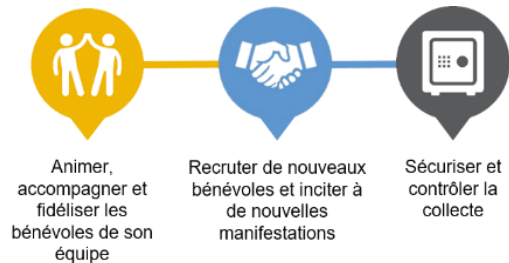 Animer,
accompagner et
fidéliser les
bénévoles de son
équipe
Recruter de nouveaux
bénévoles et inciter à
de nouvelles
manifestations
Sécuriser et
contrôler la
collecte